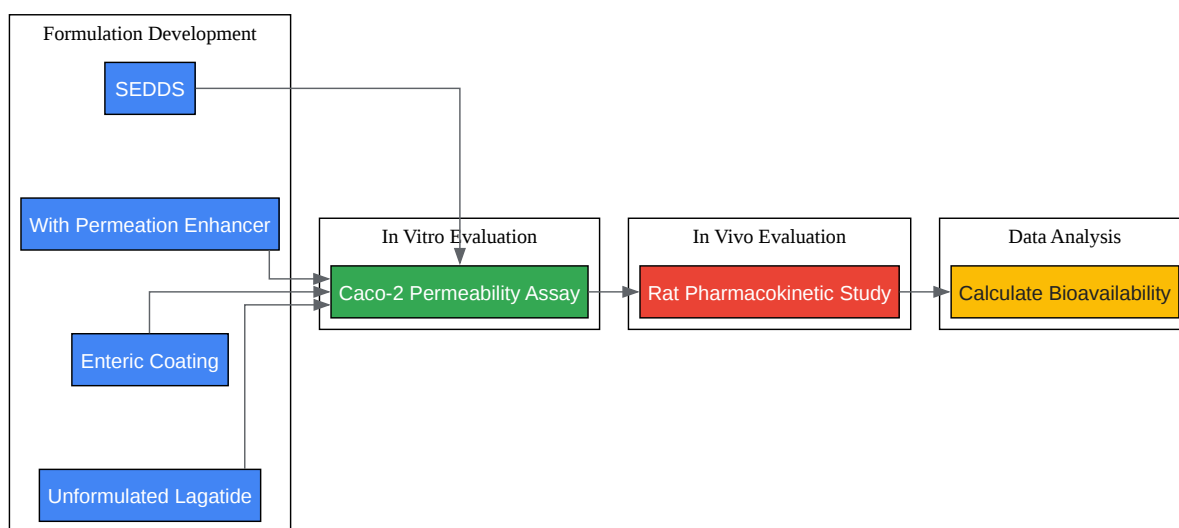 Formulation Development
SEDDS
With Permeation Enhancer
Enteric Coating
Unformulated Lagatide
In Vitro Evaluation
Caco-2 Permeability Assay
In Vivo Evaluation
Rat Pharmacokinetic Study
Data Analysis
Calculate Bioavailability